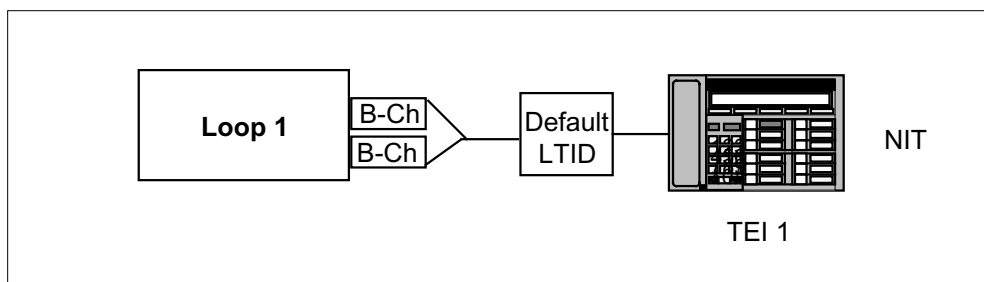 Loop 1
B-Ch
B-Ch
Default
LTID
NIT
TEI 1